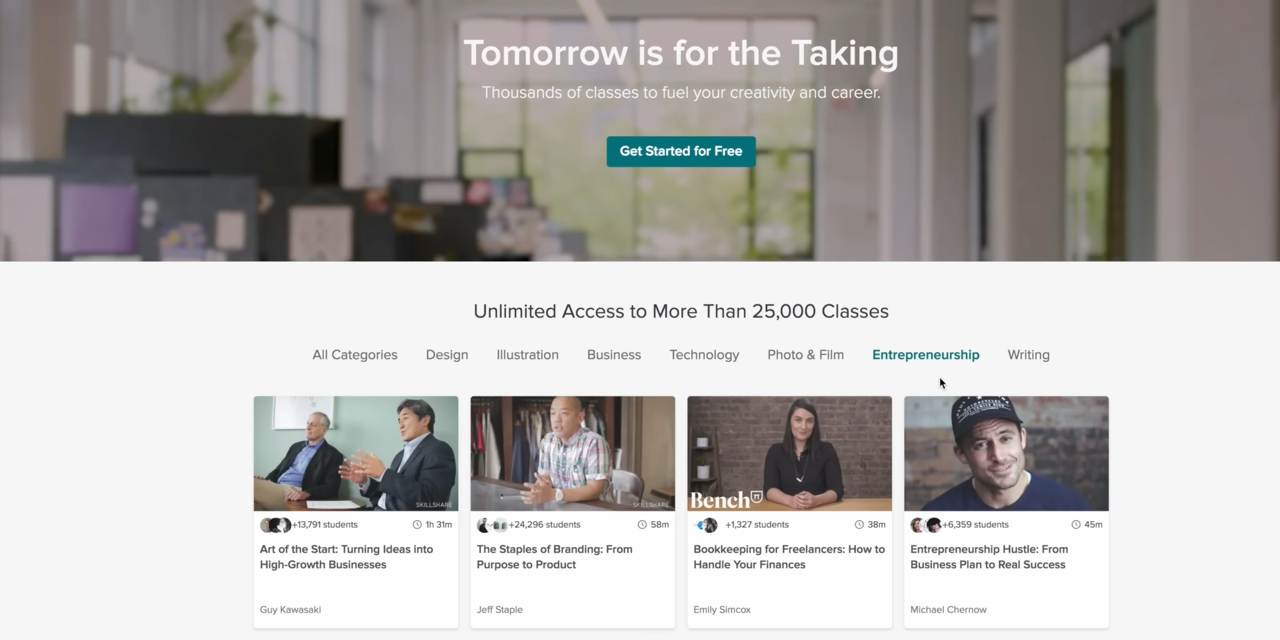 Tomorrow is for the Taking
Thousands of classes to fuel your creativity and career.
Get Started for Free
Unlimited Access to More Than 25,000 Classes
All Categories Design Illustration Business Technology Photo & Film Entrepreneurship Writing
SKILLSHARE
SKILLSHARE
Bench
+13,791 students 1h 31m
Art of the Start: Turning Ideas into
High-Growth Businesses
Guy Kawasaki
+24,296 students 58m
The Staples of Branding: From
Purpose to Product
Jeff Staple
+1,327 students 38m
Bookkeeping for Freelancers: How to
Handle Your Finances
Emily Simcox
+6,359 students 45m
Entrepreneurship Hustle: From
Business Plan to Real Success
Michael Chernow